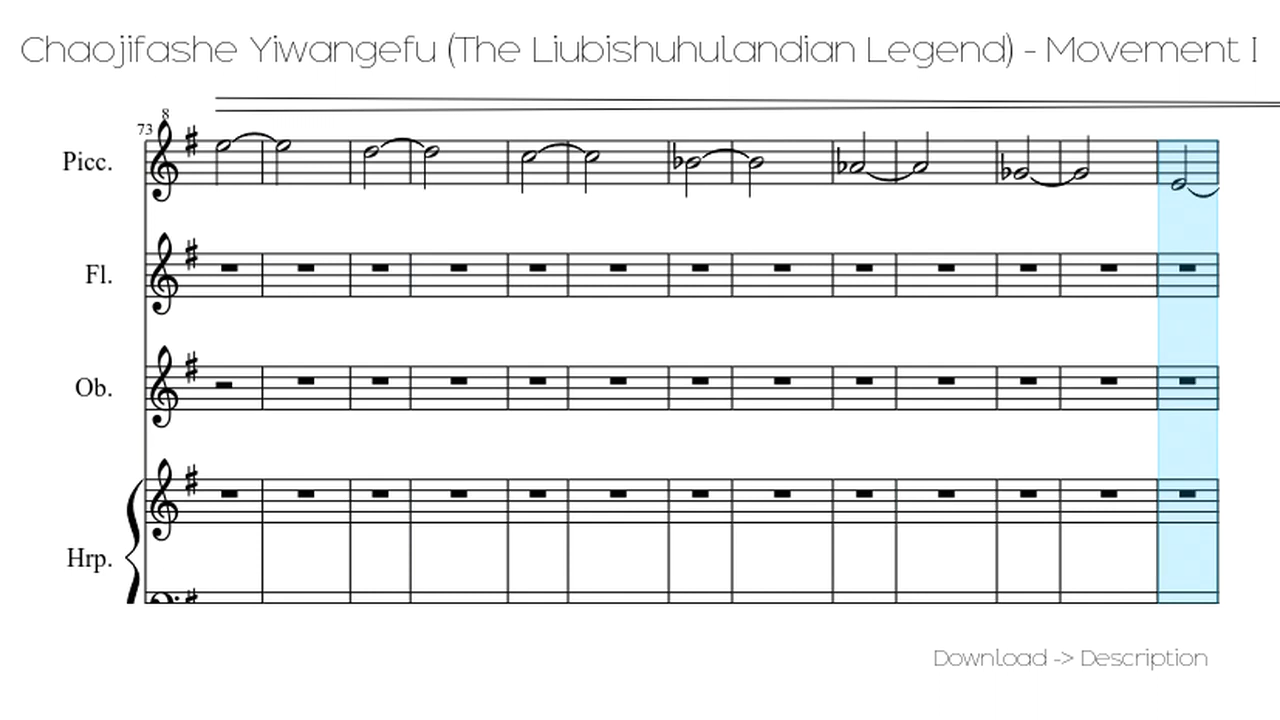 Chaojifashe Yiwangefu (The Liubishuhulandian Legend) - Movement I
8
73
Picc.
Fl.
Ob.
Hrp.
Download -> Description